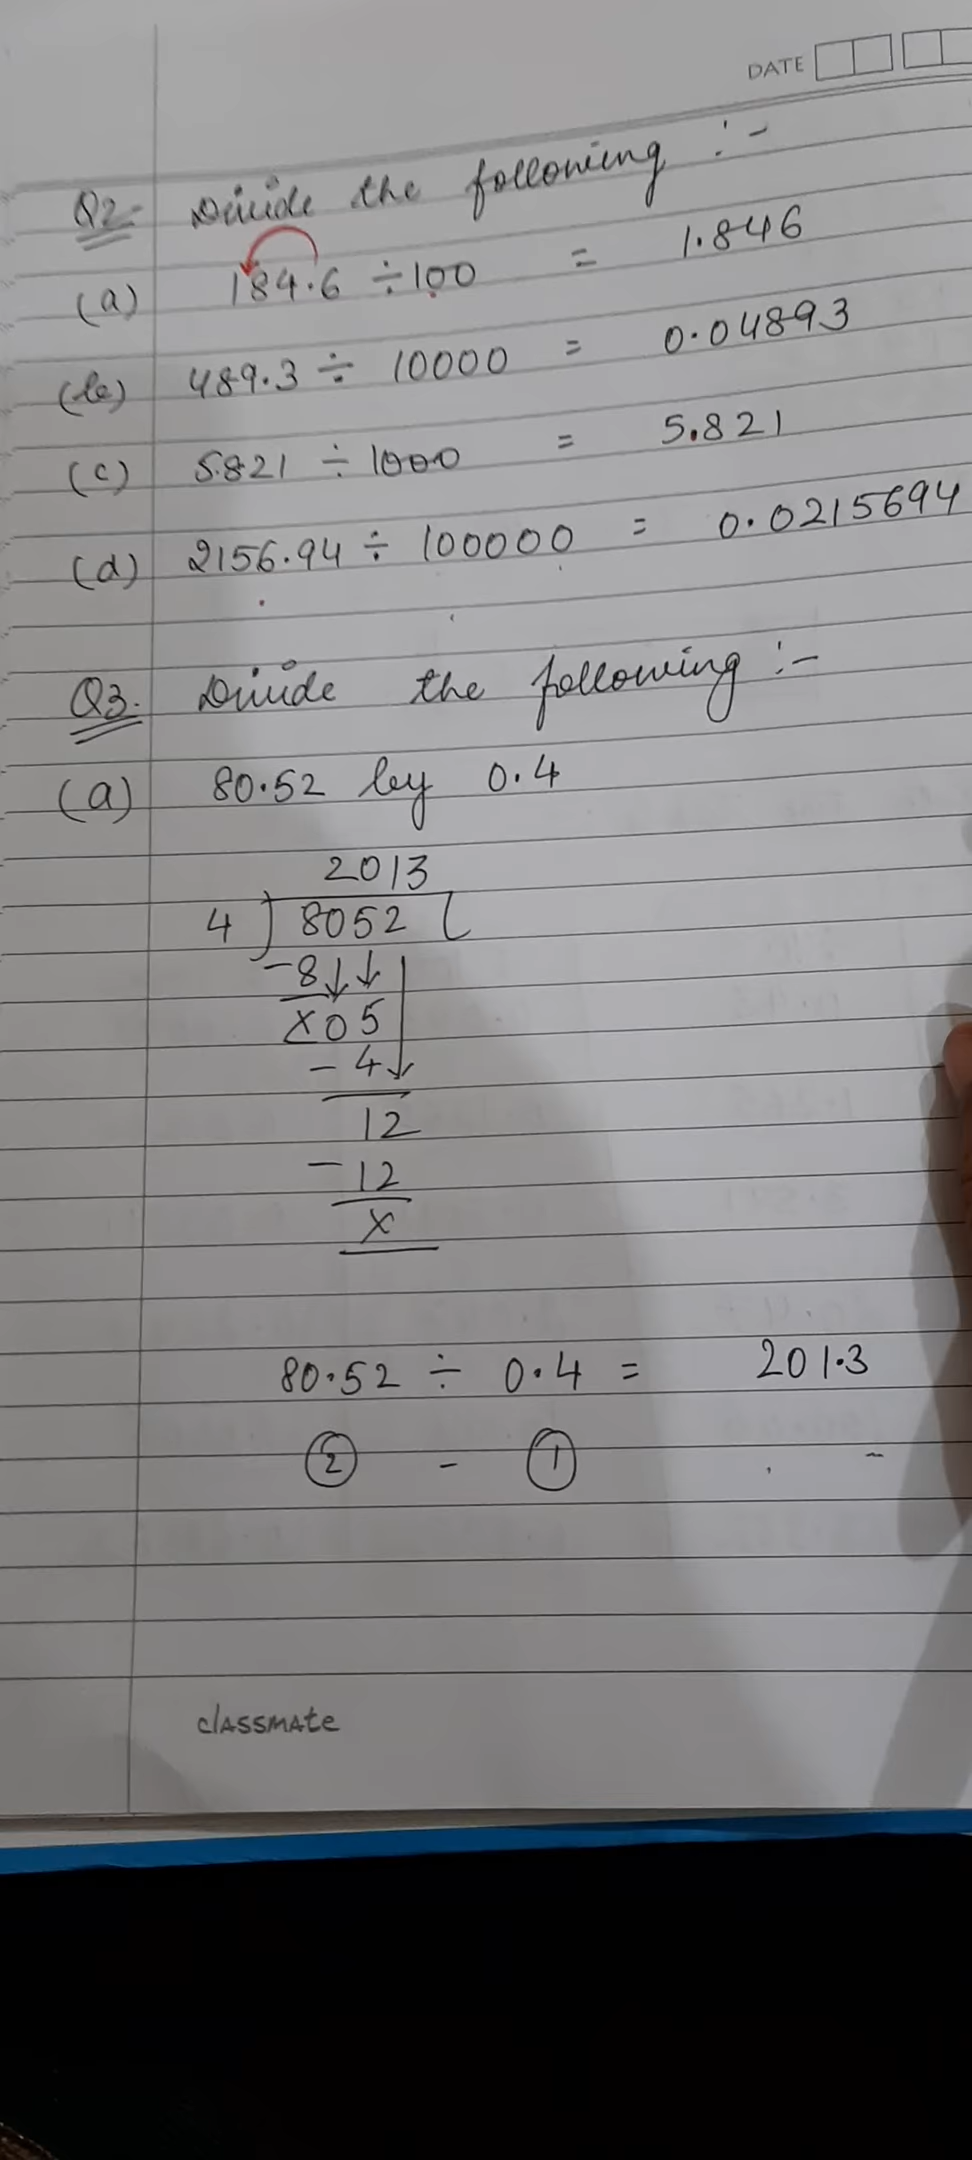 DATE
Q2- Divide the following :-
(a) 184.6 ÷ 100 = 1.846
(b) 489.3 ÷ 10000 = 0.04893
(c) 5821 ÷ 1000 = 5.821
(d) 2156.94 ÷ 100000 = 0.0215694
Q3. Divide the following :-
(a) 80.52 by 0.4
2013
4 ) 8052 (
-8↓↓
x05
-4↓
12
-12
x
80.52 ÷ 0.4 = 201.3
② - ①
classmate